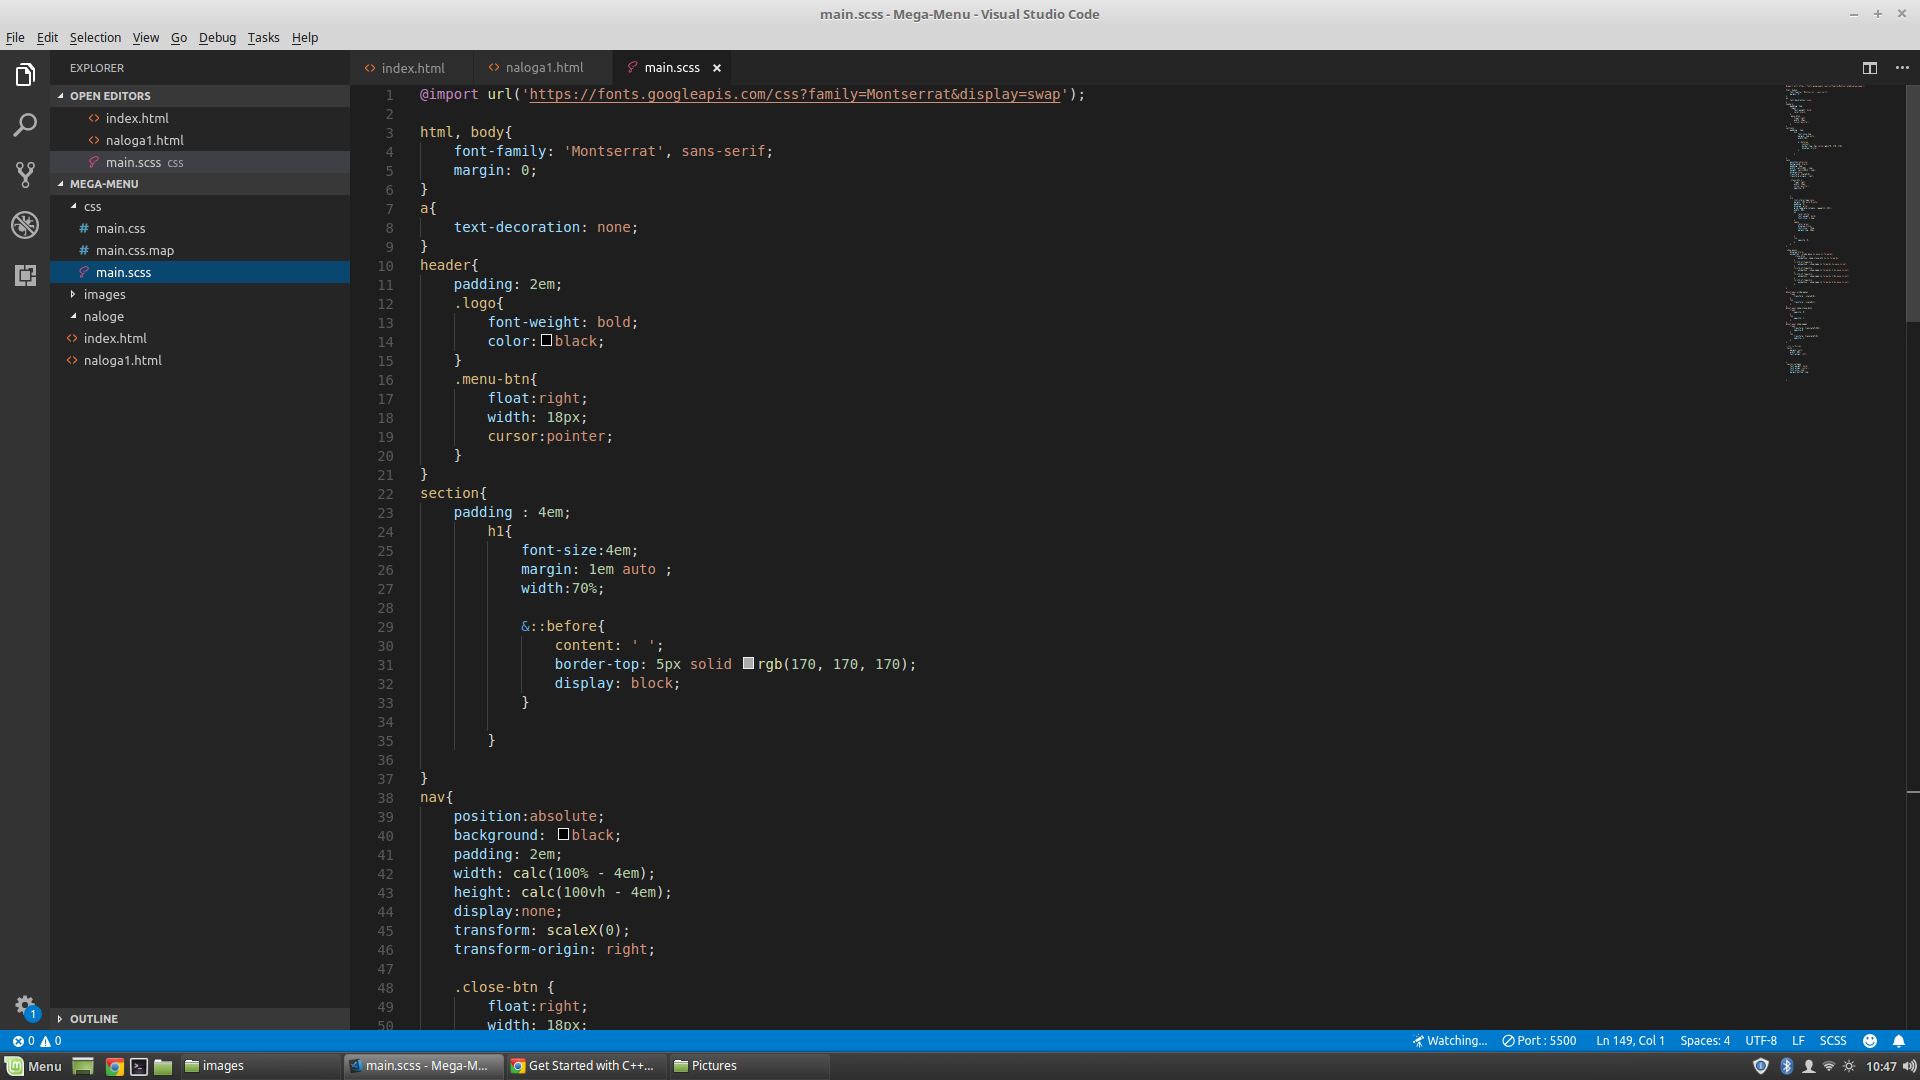 main.scss - Mega-Menu - Visual Studio Code
File Edit Selection View Go Debug Tasks Help
EXPLORER
OPEN EDITORS
index.html
naloga1.html
main.scss css
MEGA-MENU
css
main.css
main.css.map
main.scss
images
naloge
index.html
naloga1.html
OUTLINE
index.html naloga1.html main.scss
1 @import url('https://fonts.googleapis.com/css?family=Montserrat&display=swap');
2
3 html, body{
4 font-family: 'Montserrat', sans-serif;
5 margin: 0;
6 }
7 a{
8 text-decoration: none;
9 }
10 header{
11 padding: 2em;
12 .logo{
13 font-weight: bold;
14 color: black;
15 }
16 .menu-btn{
17 float:right;
18 width: 18px;
19 cursor:pointer;
20 }
21 }
22 section{
23 padding : 4em;
24 h1{
25 font-size:4em;
26 margin: 1em auto ;
27 width:70%;
28
29 &::before{
30 content: ' ';
31 border-top: 5px solid rgb(170, 170, 170);
32 display: block;
33 }
34
35 }
36
37 }
38 nav{
39 position:absolute;
40 background: black;
41 padding: 2em;
42 width: calc(100% - 4em);
43 height: calc(100vh - 4em);
44 display:none;
45 transform: scaleX(0);
46 transform-origin: right;
47
48 .close-btn {
49 float:right;
50 width: 18px;
1
0 0 Watching... Port : 5500 Ln 149, Col 1 Spaces: 4 UTF-8 LF SCSS
Menu images main.scss - Mega-M... Get Started with C++... Pictures 10:47